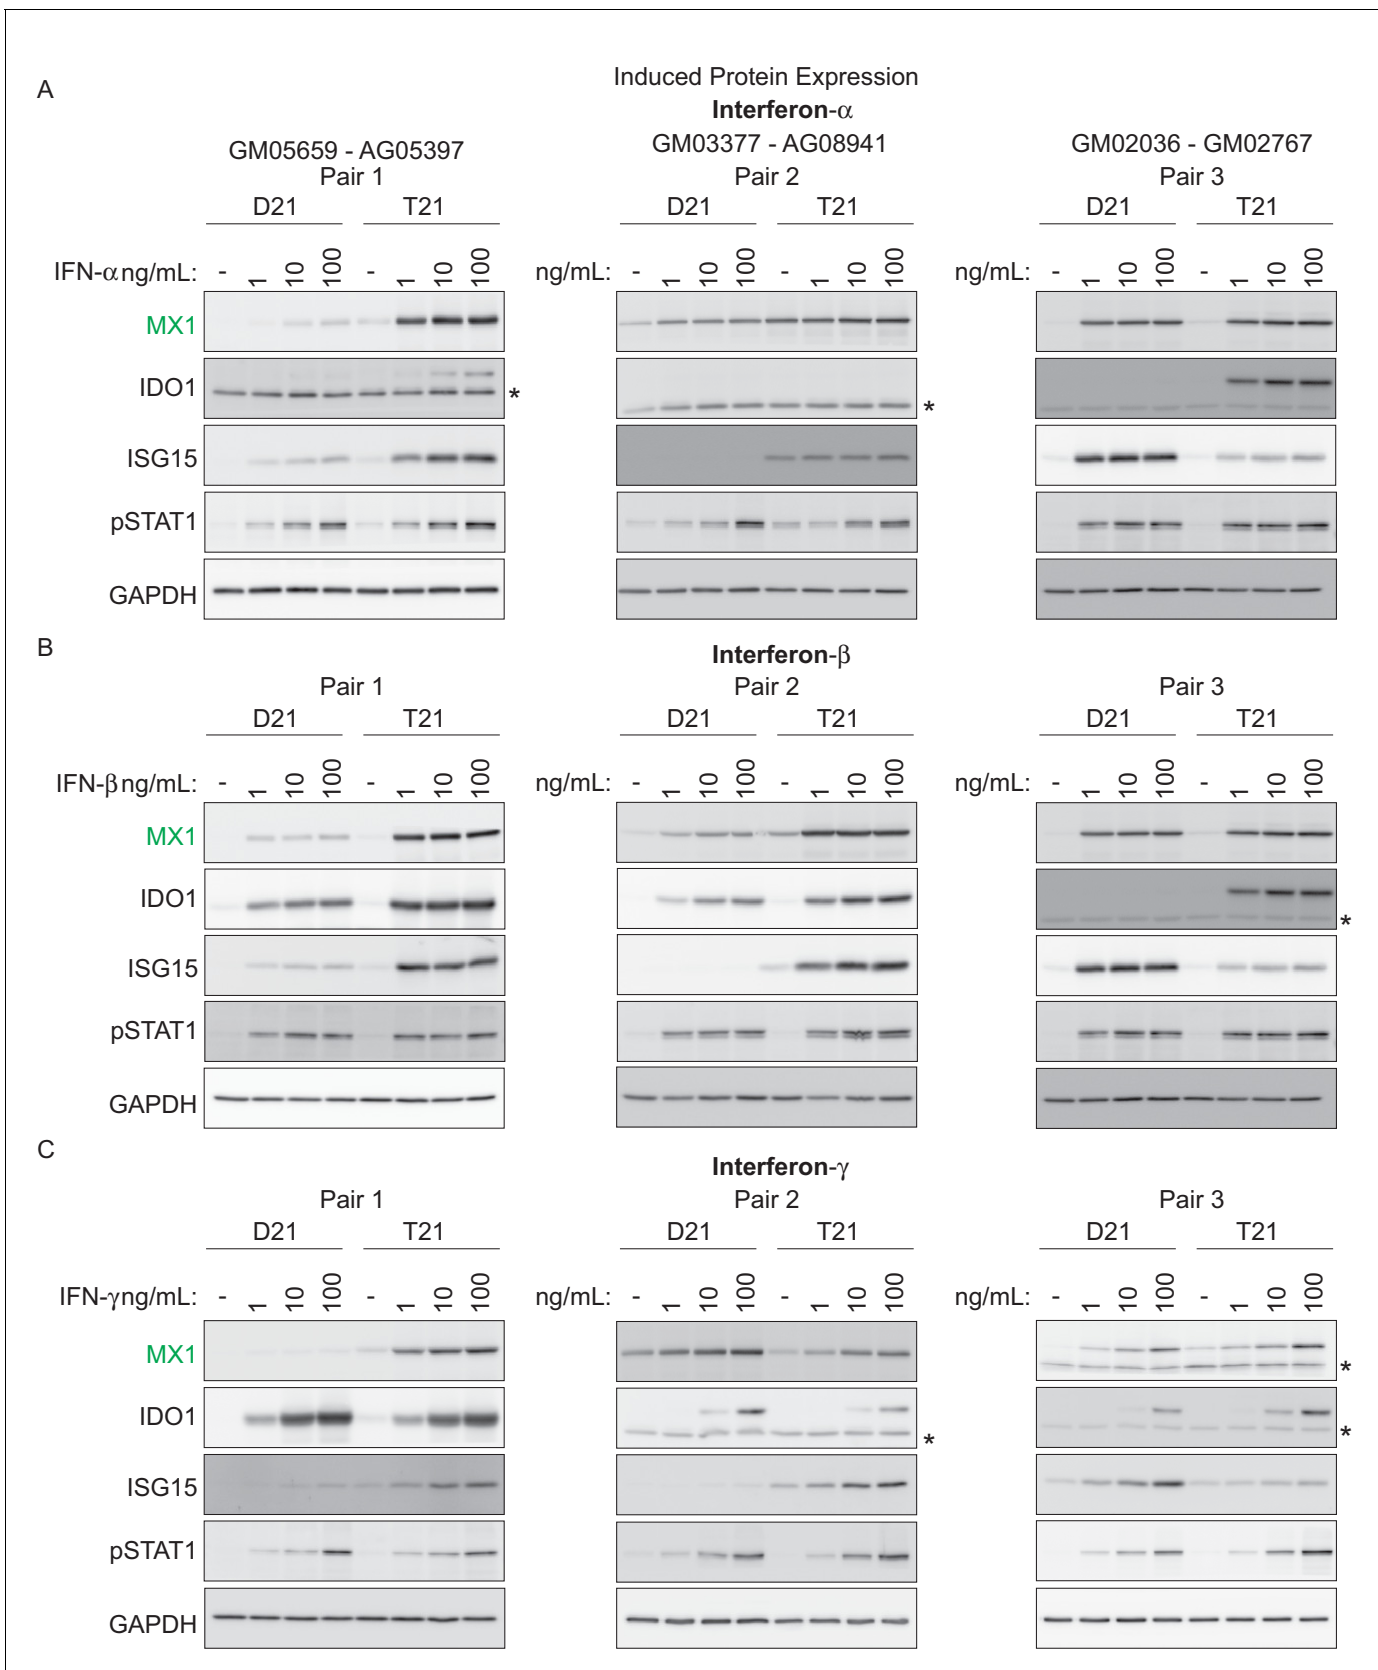 A
Induced Protein Expression
Interferon-α
GM05659 - AG05397
GM03377 - AG08941
GM02036 - GM02767
Pair 1
Pair 2
Pair 3
D21 T21 D21 T21 D21 T21
IFN-αng/mL: - 1 10 100 - 1 10 100
ng/mL: - 1 10 100 - 1 10 100
ng/mL: - 1 10 100 - 1 10 100
MX1
IDO1 * *
ISG15
pSTAT1
GAPDH
B
Interferon-β
Pair 1
Pair 2
Pair 3
D21 T21 D21 T21 D21 T21
IFN-βng/mL: - 1 10 100 - 1 10 100
ng/mL: - 1 10 100 - 1 10 100
ng/mL: - 1 10 100 - 1 10 100
MX1
IDO1 *
ISG15
pSTAT1
GAPDH
C
Interferon-γ
Pair 1
Pair 2
Pair 3
D21 T21 D21 T21 D21 T21
IFN-γng/mL: - 1 10 100 - 1 10 100
ng/mL: - 1 10 100 - 1 10 100
ng/mL: - 1 10 100 - 1 10 100
MX1 *
IDO1 * *
ISG15
pSTAT1
GAPDH